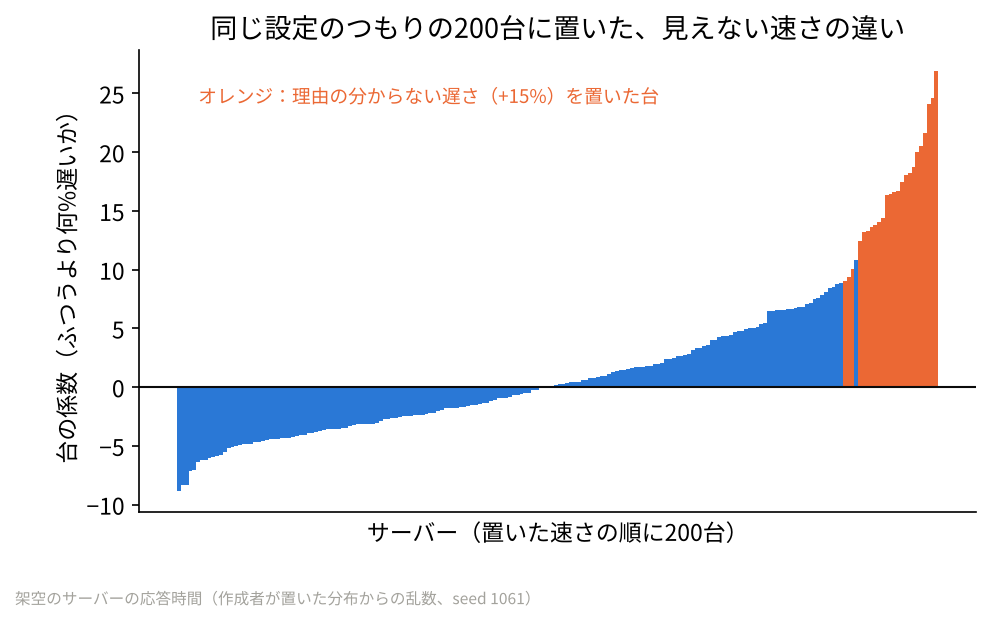 同じ設定のつもりの200台に置いた、見えない速さの違い
オレンジ：理由の分からない遅さ（+15%）を置いた台
台の係数（ふつうより何%遅いか）
25
20
15
10
5
0
−5
−10
サーバー（置いた速さの順に200台）
架空のサーバーの応答時間（作成者が置いた分布からの乱数、seed 1061）